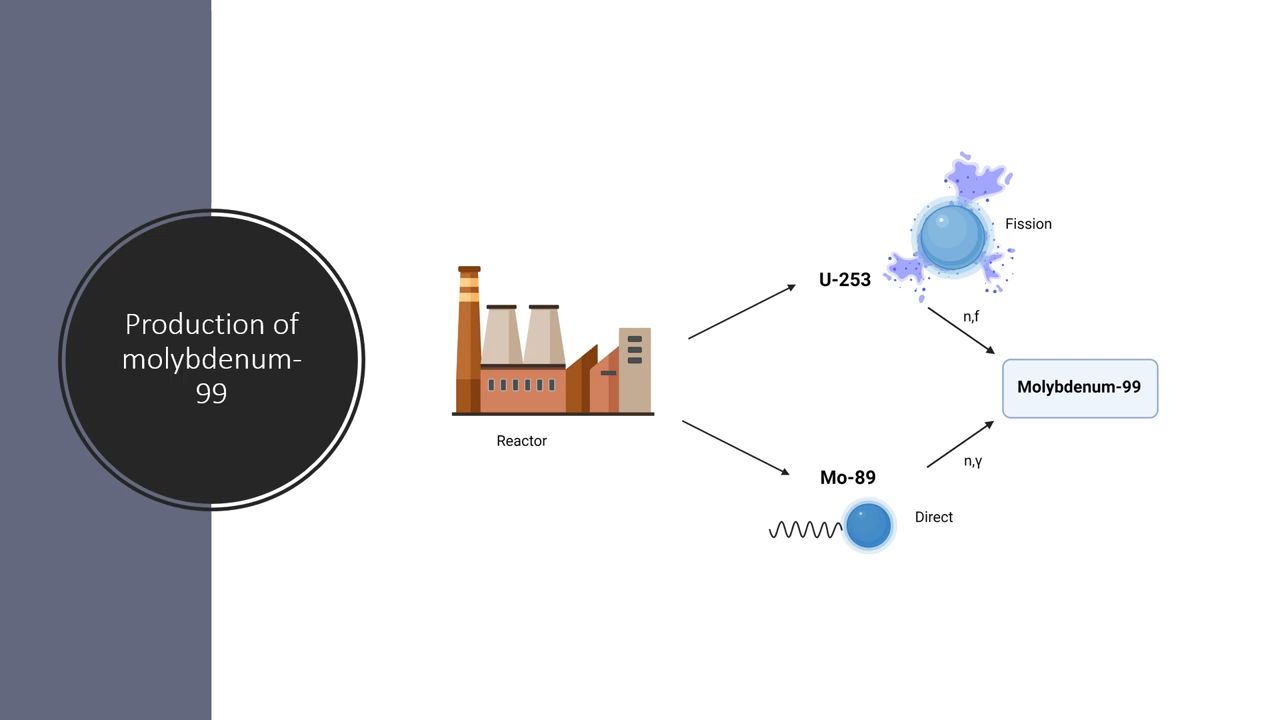 Production of
molybdenum-
99
Reactor
U-253
Fission
n,f
Molybdenum-99
Mo-89
Direct
n,γ